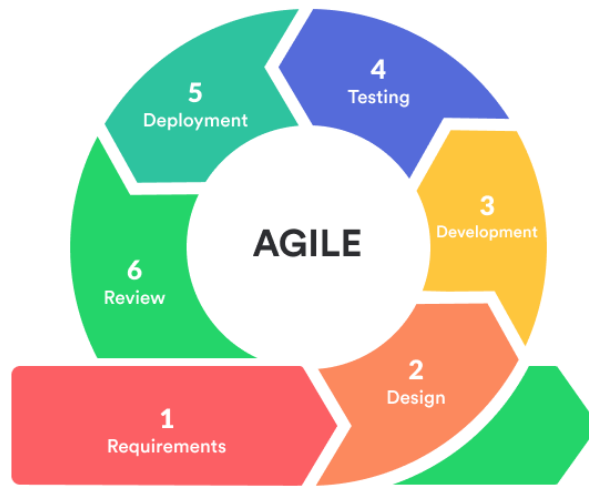 AGILE
1
Requirements
2
Design
3
Development
4
Testing
5
Deployment
6
Review